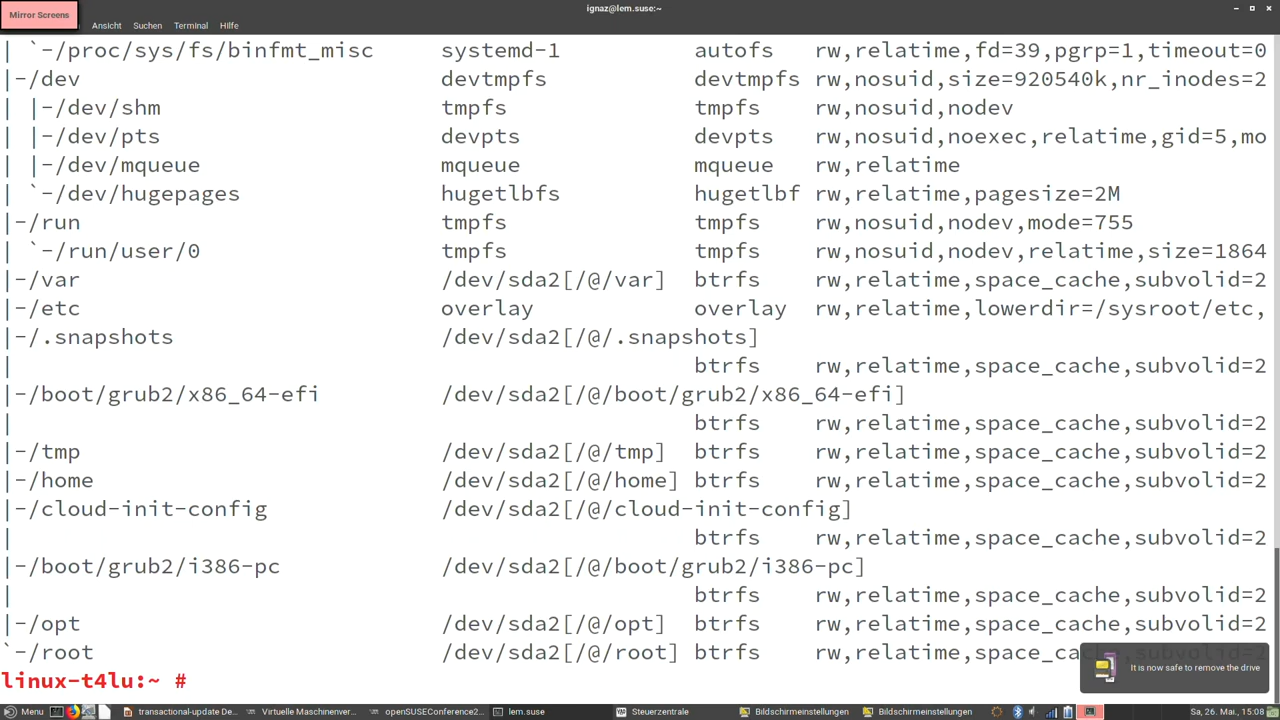 Mirror Screens
ignaz@lem.suse:~
Ansicht Suchen Terminal Hilfe
| `-/proc/sys/fs/binfmt_misc systemd-1 autofs rw,relatime,fd=39,pgrp=1,timeout=0
|-/dev devtmpfs devtmpfs rw,nosuid,size=920540k,nr_inodes=2
| |-/dev/shm tmpfs tmpfs rw,nosuid,nodev
| |-/dev/pts devpts devpts rw,nosuid,noexec,relatime,gid=5,mo
| |-/dev/mqueue mqueue mqueue rw,relatime
| `-/dev/hugepages hugetlbfs hugetlbf rw,relatime,pagesize=2M
|-/run tmpfs tmpfs rw,nosuid,nodev,mode=755
| `-/run/user/0 tmpfs tmpfs rw,nosuid,nodev,relatime,size=1864
|-/var /dev/sda2[/@/var] btrfs rw,relatime,space_cache,subvolid=2
|-/etc overlay overlay rw,relatime,lowerdir=/sysroot/etc,
|-/.snapshots /dev/sda2[/@/.snapshots]
| btrfs rw,relatime,space_cache,subvolid=2
|-/boot/grub2/x86_64-efi /dev/sda2[/@/boot/grub2/x86_64-efi]
| btrfs rw,relatime,space_cache,subvolid=2
|-/tmp /dev/sda2[/@/tmp] btrfs rw,relatime,space_cache,subvolid=2
|-/home /dev/sda2[/@/home] btrfs rw,relatime,space_cache,subvolid=2
|-/cloud-init-config /dev/sda2[/@/cloud-init-config]
| btrfs rw,relatime,space_cache,subvolid=2
|-/boot/grub2/i386-pc /dev/sda2[/@/boot/grub2/i386-pc]
| btrfs rw,relatime,space_cache,subvolid=2
|-/opt /dev/sda2[/@/opt] btrfs rw,relatime,space_cache,subvolid=2
`-/root /dev/sda2[/@/root] btrfs rw,relatime,space_cache,subvolid=2
It is now safe to remove the drive
linux-t4lu:~ #
Menu transactional-update De... Virtuelle Maschinenver... openSUSEConference2... lem.suse Steuerzentrale Bildschirmeinstellungen Bildschirmeinstellungen Sa, 26. Mai, 15:08